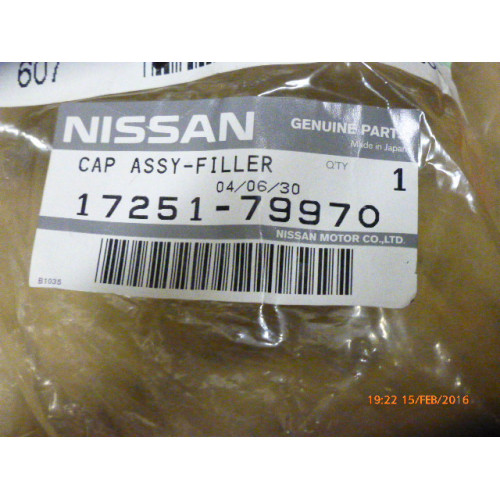 607
NISSAN
GENUINE PARTS
Made in Japan
CAP ASSY-FILLER
Q'TY
1
04/06/30
17251-79970
NISSAN MOTOR CO.,LTD.
B1035
19:22 15/FEB/2016